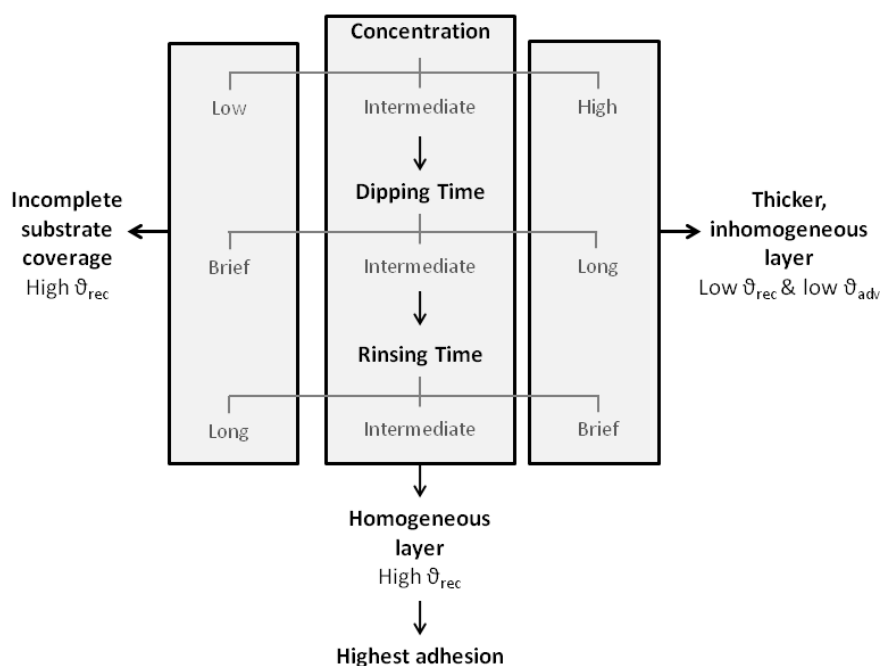 Concentration
Low
Intermediate
High
Dipping Time
Incomplete
substrate
coverage
High ϑrec
Brief
Intermediate
Long
Thicker,
inhomogeneous
layer
Low ϑrec & low ϑadv
Rinsing Time
Long
Intermediate
Brief
Homogeneous
layer
High ϑrec
Highest adhesion